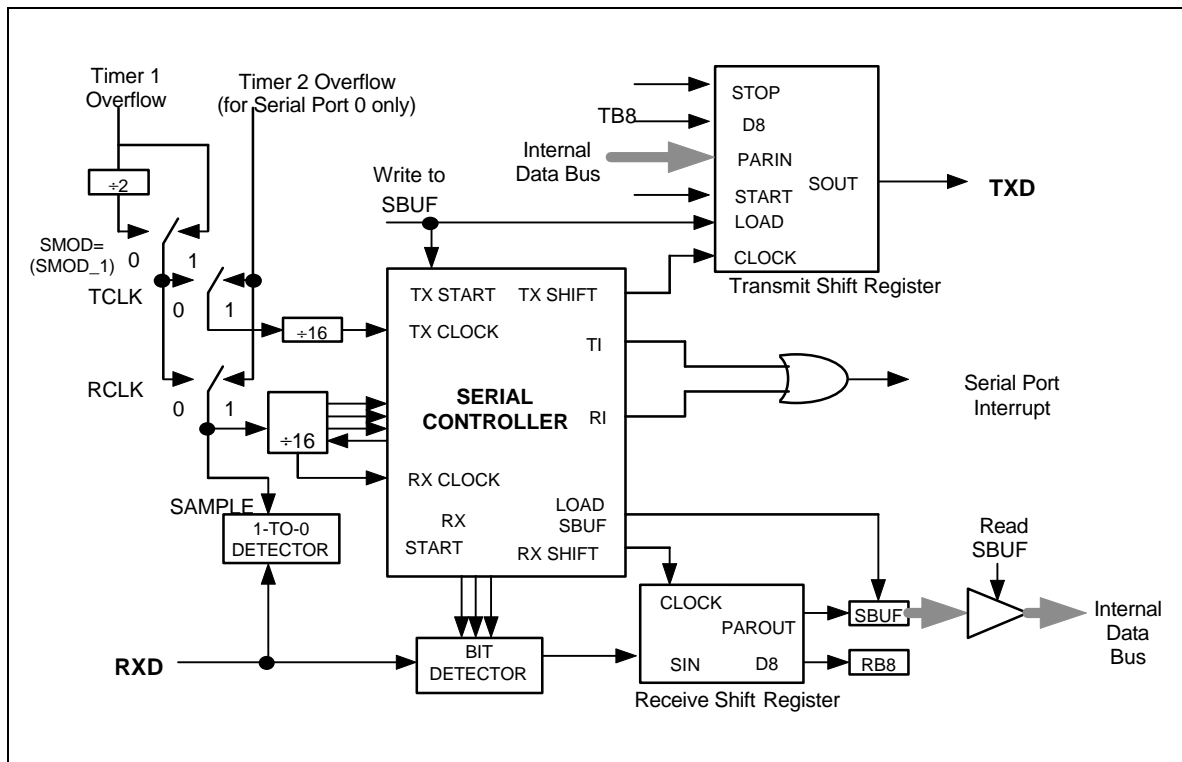 Timer 1
Overflow
Timer 2 Overflow
(for Serial Port 0 only)
÷2
SMOD=
(SMOD_1)
0
1
TCLK
0
1
÷16
RCLK
0
1
÷16
SAMPLE
1-TO-0
DETECTOR
RXD
Write to
SBUF
TX START
TX SHIFT
TX CLOCK
TI
SERIAL
CONTROLLER
RI
RX CLOCK
LOAD
SBUF
RX
START
RX SHIFT
BIT
DETECTOR
TB8
Internal
Data Bus
STOP
D8
PARIN
SOUT
START
LOAD
CLOCK
Transmit Shift Register
TXD
Serial Port
Interrupt
CLOCK
PAROUT
SIN
D8
Receive Shift Register
SBUF
RB8
Read
SBUF
Internal
Data
Bus